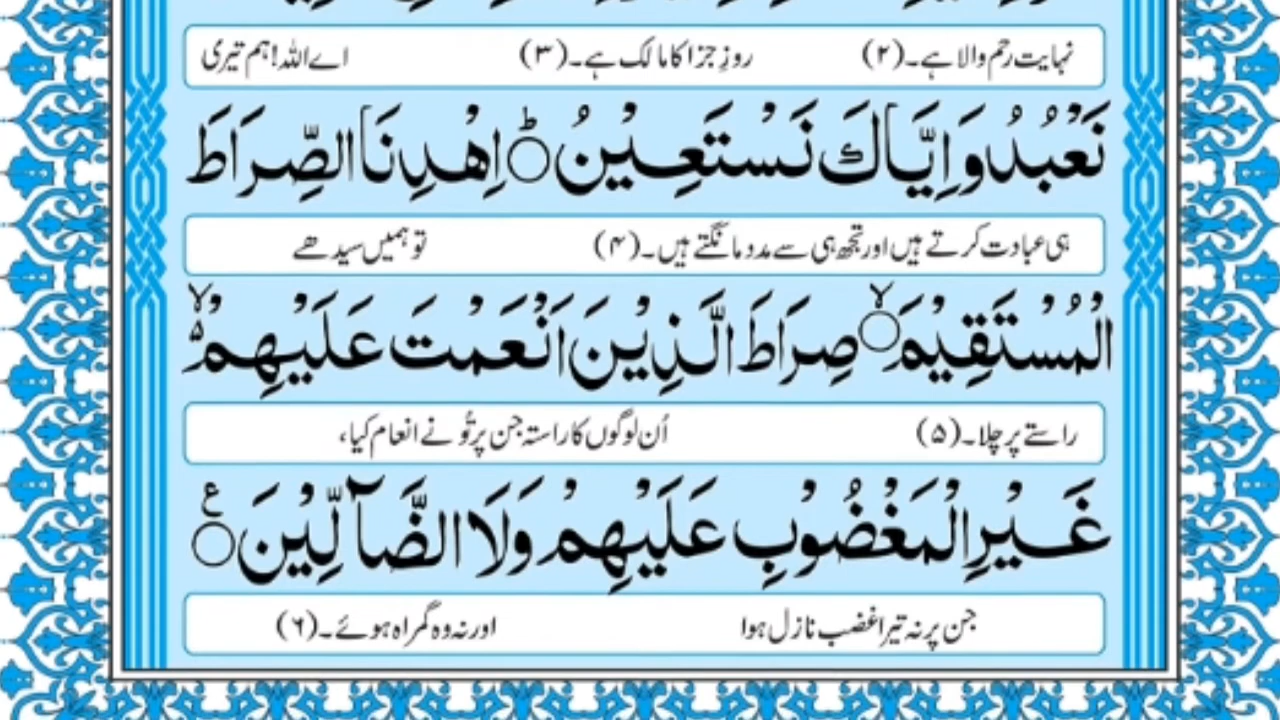 نہایت رحم والا ہے۔(۲) روزِ جزا کا مالک ہے۔(۳) اے اللہ! ہم تیری
نَعْبُدُ وَاِيَّاكَ نَسْتَعِيْنُ ؕ اِهْدِنَا الصِّرَاطَ
ہی عبادت کرتے ہیں اور تجھ ہی سے مدد مانگتے ہیں۔(۴) تو ہمیں سیدھے
الْمُسْتَقِيْمَ ۙ صِرَاطَ الَّذِيْنَ اَنْعَمْتَ عَلَيْهِمْ ۙ۵
راستے پر چلا۔(۵) اُن لوگوں کا راستہ جن پر تُو نے انعام کیا،
غَيْرِ الْمَغْضُوْبِ عَلَيْهِمْ وَلَا الضَّآلِّيْنَ ۠
جن پر نہ تیرا غضب نازل ہوا اور نہ وہ گمراہ ہوئے۔(۶)